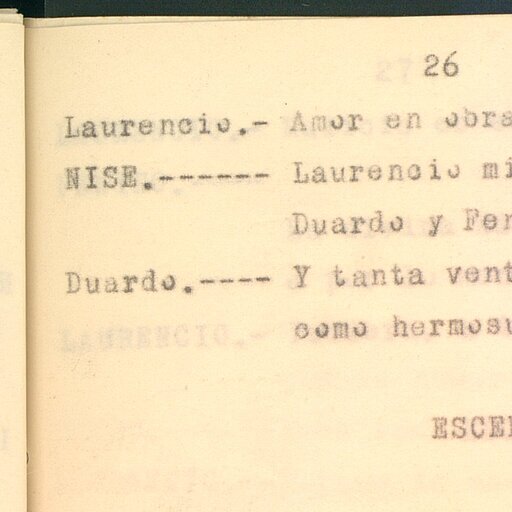 26
Laurencio.- Amor en obra
NISE.------ Laurencio mi
Duardo y Fer
Duardo.---- Y tanta vent
como hermosu
ESCE